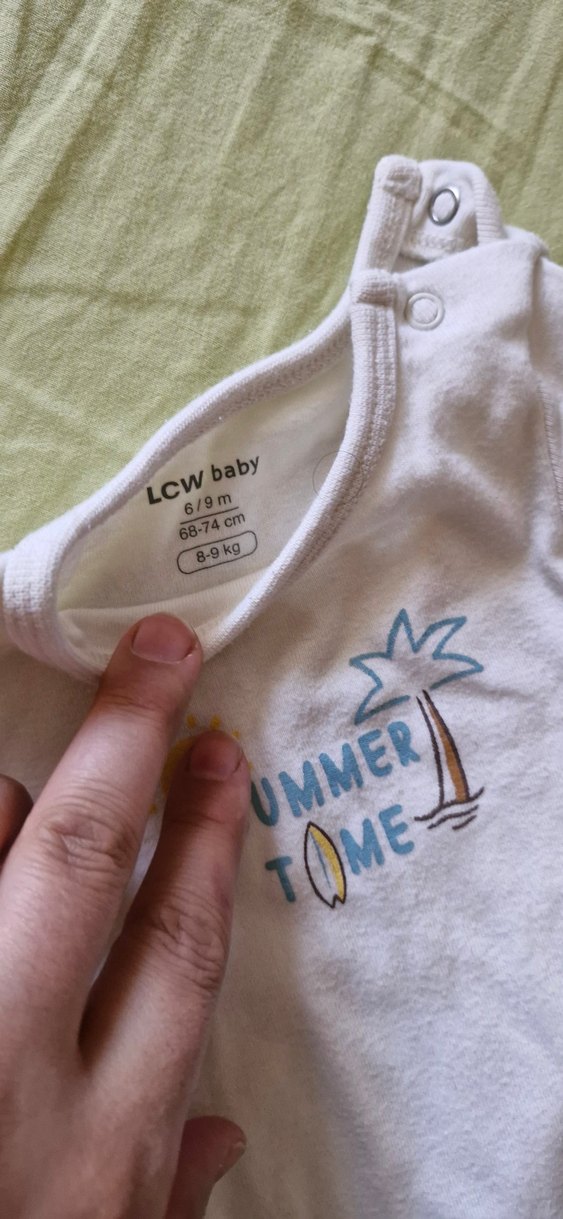 LCW baby
6/9 m
68-74 cm
8-9 kg
UMMER
T ME